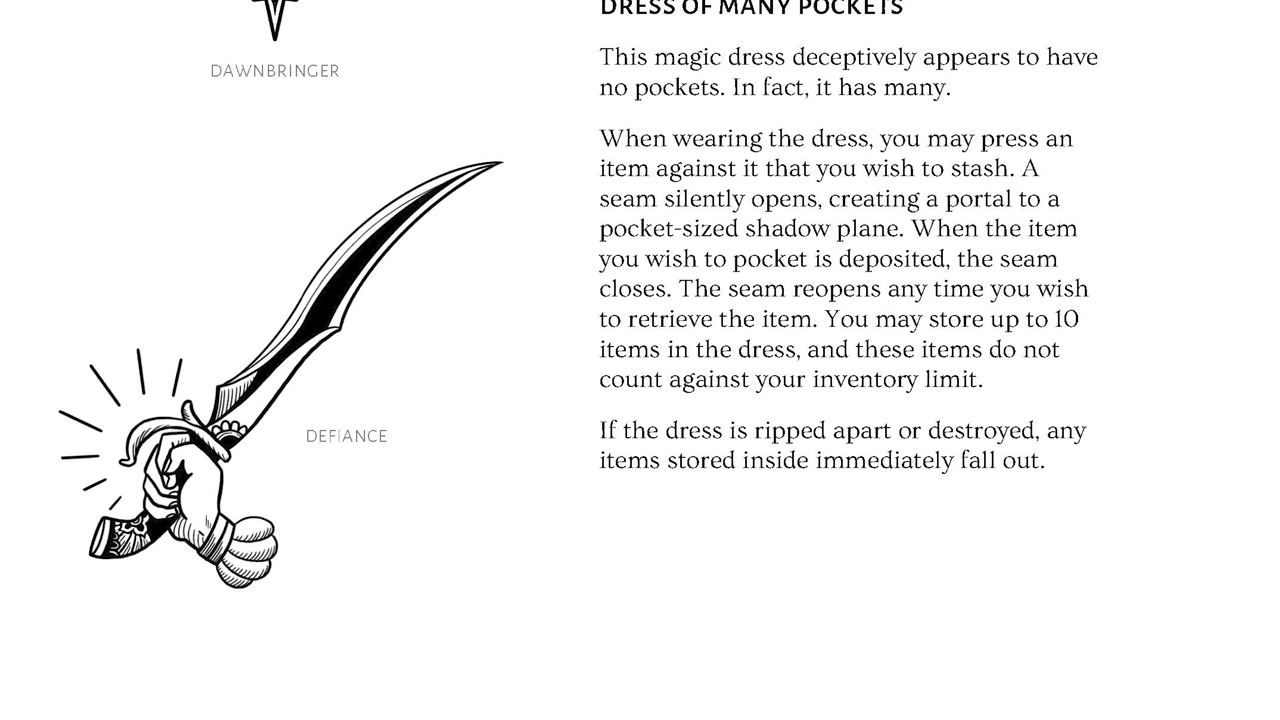 DAWNBRINGER
DEFIANCE
DRESS OF MANY POCKETS
This magic dress deceptively appears to have
no pockets. In fact, it has many.
When wearing the dress, you may press an
item against it that you wish to stash. A
seam silently opens, creating a portal to a
pocket-sized shadow plane. When the item
you wish to pocket is deposited, the seam
closes. The seam reopens any time you wish
to retrieve the item. You may store up to 10
items in the dress, and these items do not
count against your inventory limit.
If the dress is ripped apart or destroyed, any
items stored inside immediately fall out.